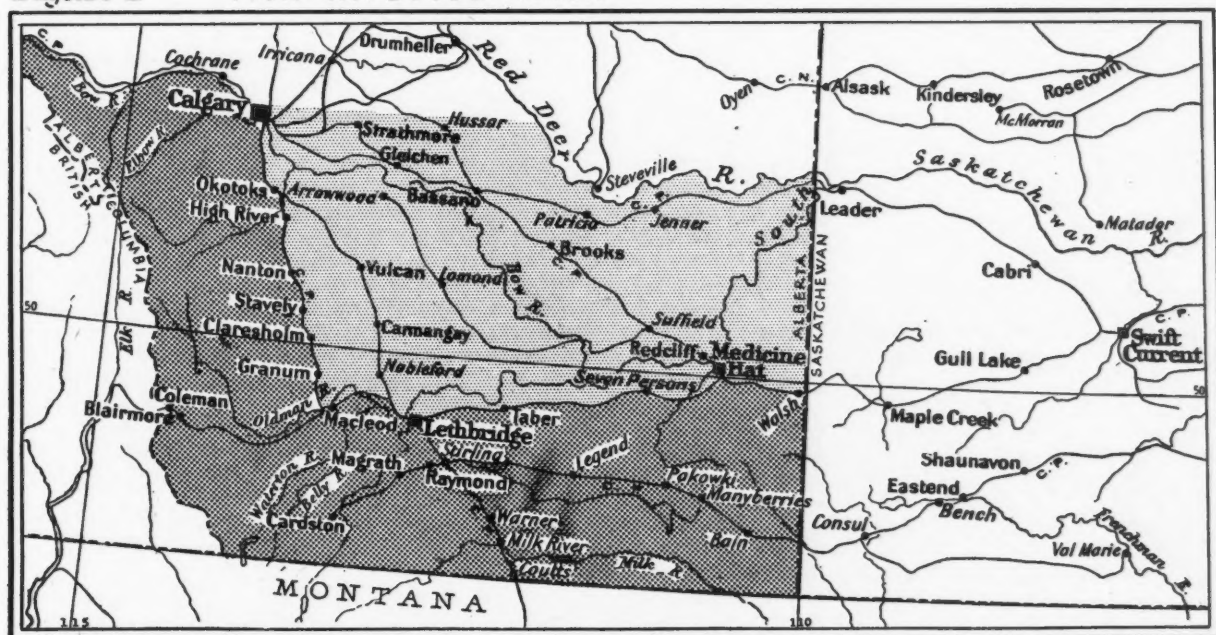 C. P.
Cochrane
Irricana
Drumheller
Red Deer R.
Oyen
C. N.
Alsask
Kindersley
Rosetown
McMorran
Bow R.
Calgary
Elbow R.
ALBERTA
BRITISH COLUMBIA
Strathmore
Hussar
Gleichen
Steveville
South Saskatchewan R.
Okotoks
Arrowwood
Bassano
Patricia
Jenner
C. P.
Leader
Matador
High River
Brooks
Nanton
Vulcan
Lomond
Bow R.
C. P.
Cabri
ALBERTA
SASKATCHEWAN
Elk R.
Stavely
50
Claresholm
Carmangay
Suffield
C. P.
Swift
Current
Redcliff
Medicine
Hat
Gull Lake
Granum
Nobleford
Seven Persons
50
Coleman
Blairmore
Oldman R.
Macleod
Lethbridge
Taber
Walsh
Maple Creek
Stirling
Legend
Magrath
Shaunavon
C. P.
Waterton R.
Belly R.
Raymond
Pakowki
Manyberries
Eastend
Bench
Cardston
Warner
Milk River
Bain
Consul
Val Marie
Frenchman R.
Coutts
Milk R.
MONTANA
115
110